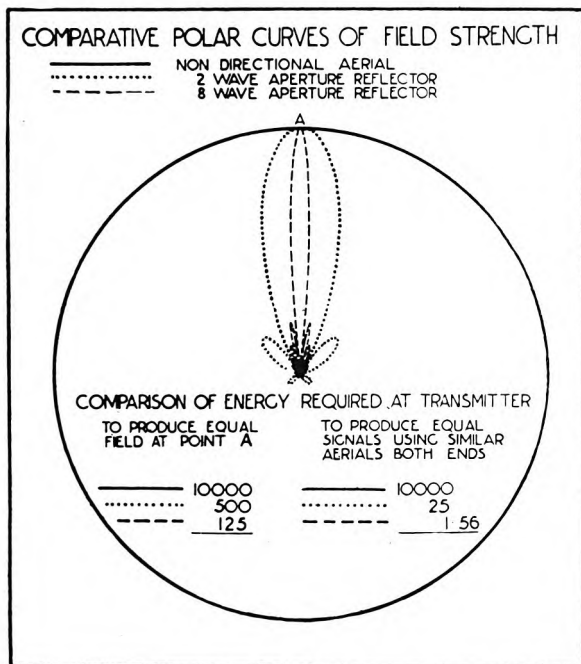 COMPARATIVE POLAR CURVES OF FIELD STRENGTH
NON DIRECTIONAL AERIAL
2 WAVE APERTURE REFLECTOR
8 WAVE APERTURE REFLECTOR
A
COMPARISON OF ENERGY REQUIRED AT TRANSMITTER
TO PRODUCE EQUAL
FIELD AT POINT A
10000
500
125
TO PRODUCE EQUAL
SIGNALS USING SIMILAR
AERIALS BOTH ENDS
10000
25
1·56